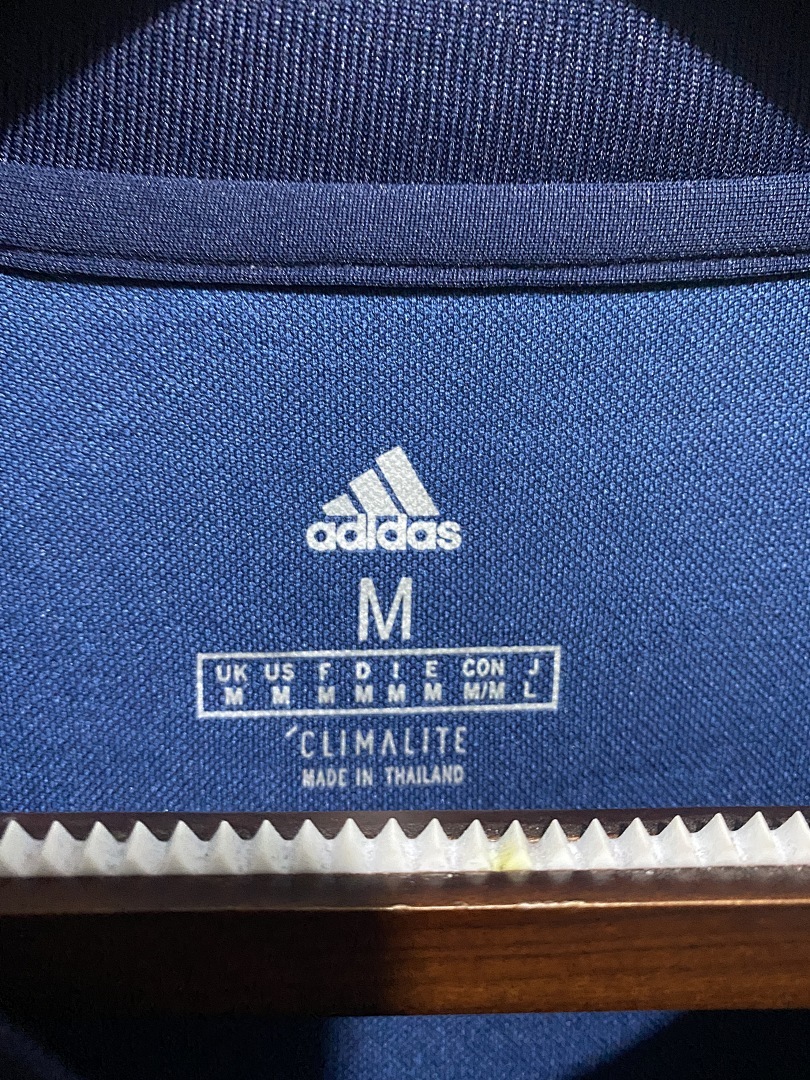 adidas
M
UK US F D I E CON J
M M M M M M M/M L
CLIMALITE
MADE IN THAILAND